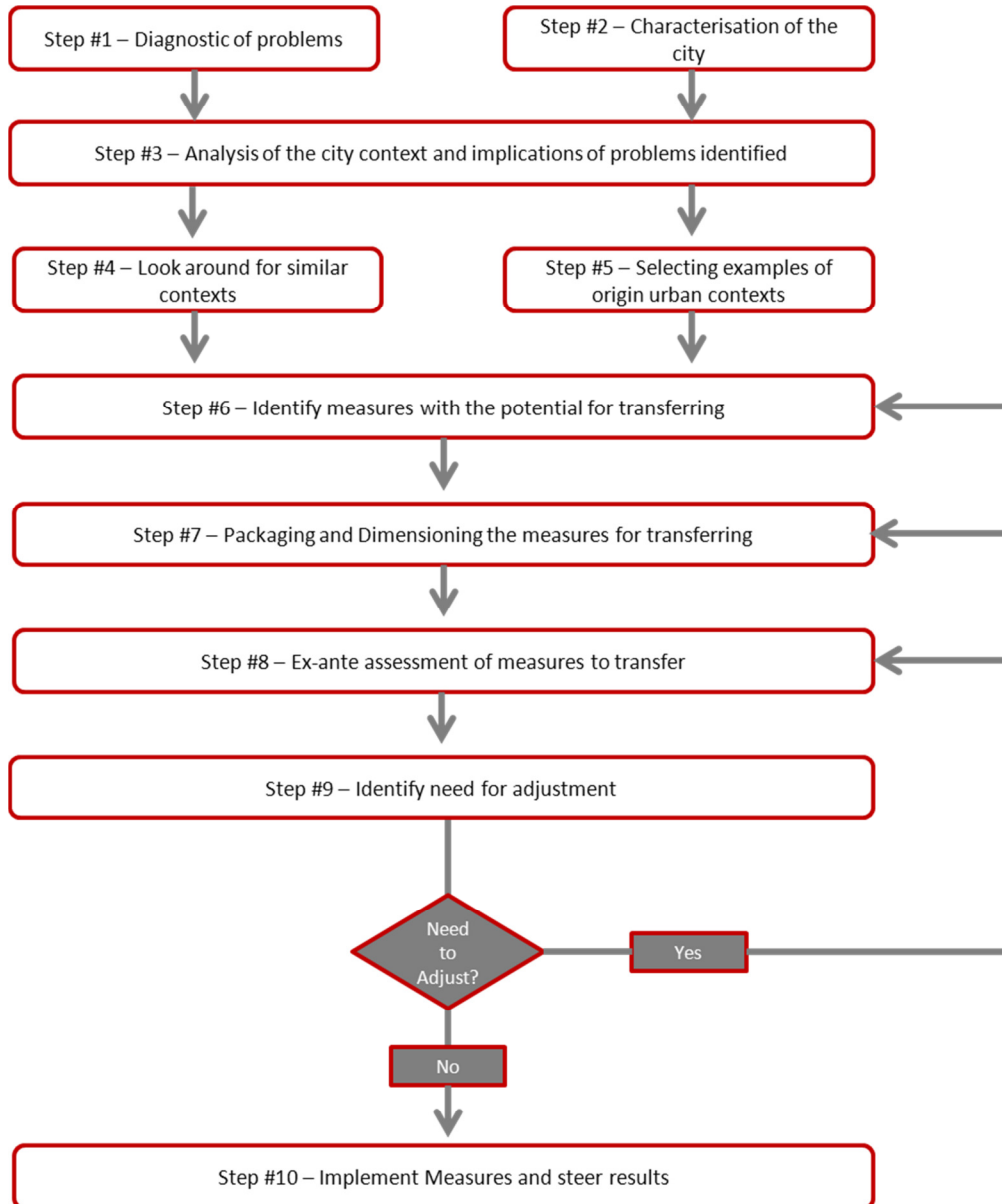 Step #1 – Diagnostic of problems
Step #2 – Characterisation of the
city
Step #3 – Analysis of the city context and implications of problems identified
Step #4 – Look around for similar
contexts
Step #5 – Selecting examples of
origin urban contexts
Step #6 – Identify measures with the potential for transferring
Step #7 – Packaging and Dimensioning the measures for transferring
Step #8 – Ex-ante assessment of measures to transfer
Step #9 – Identify need for adjustment
Need
to
Adjust?
Yes
No
Step #10 – Implement Measures and steer results